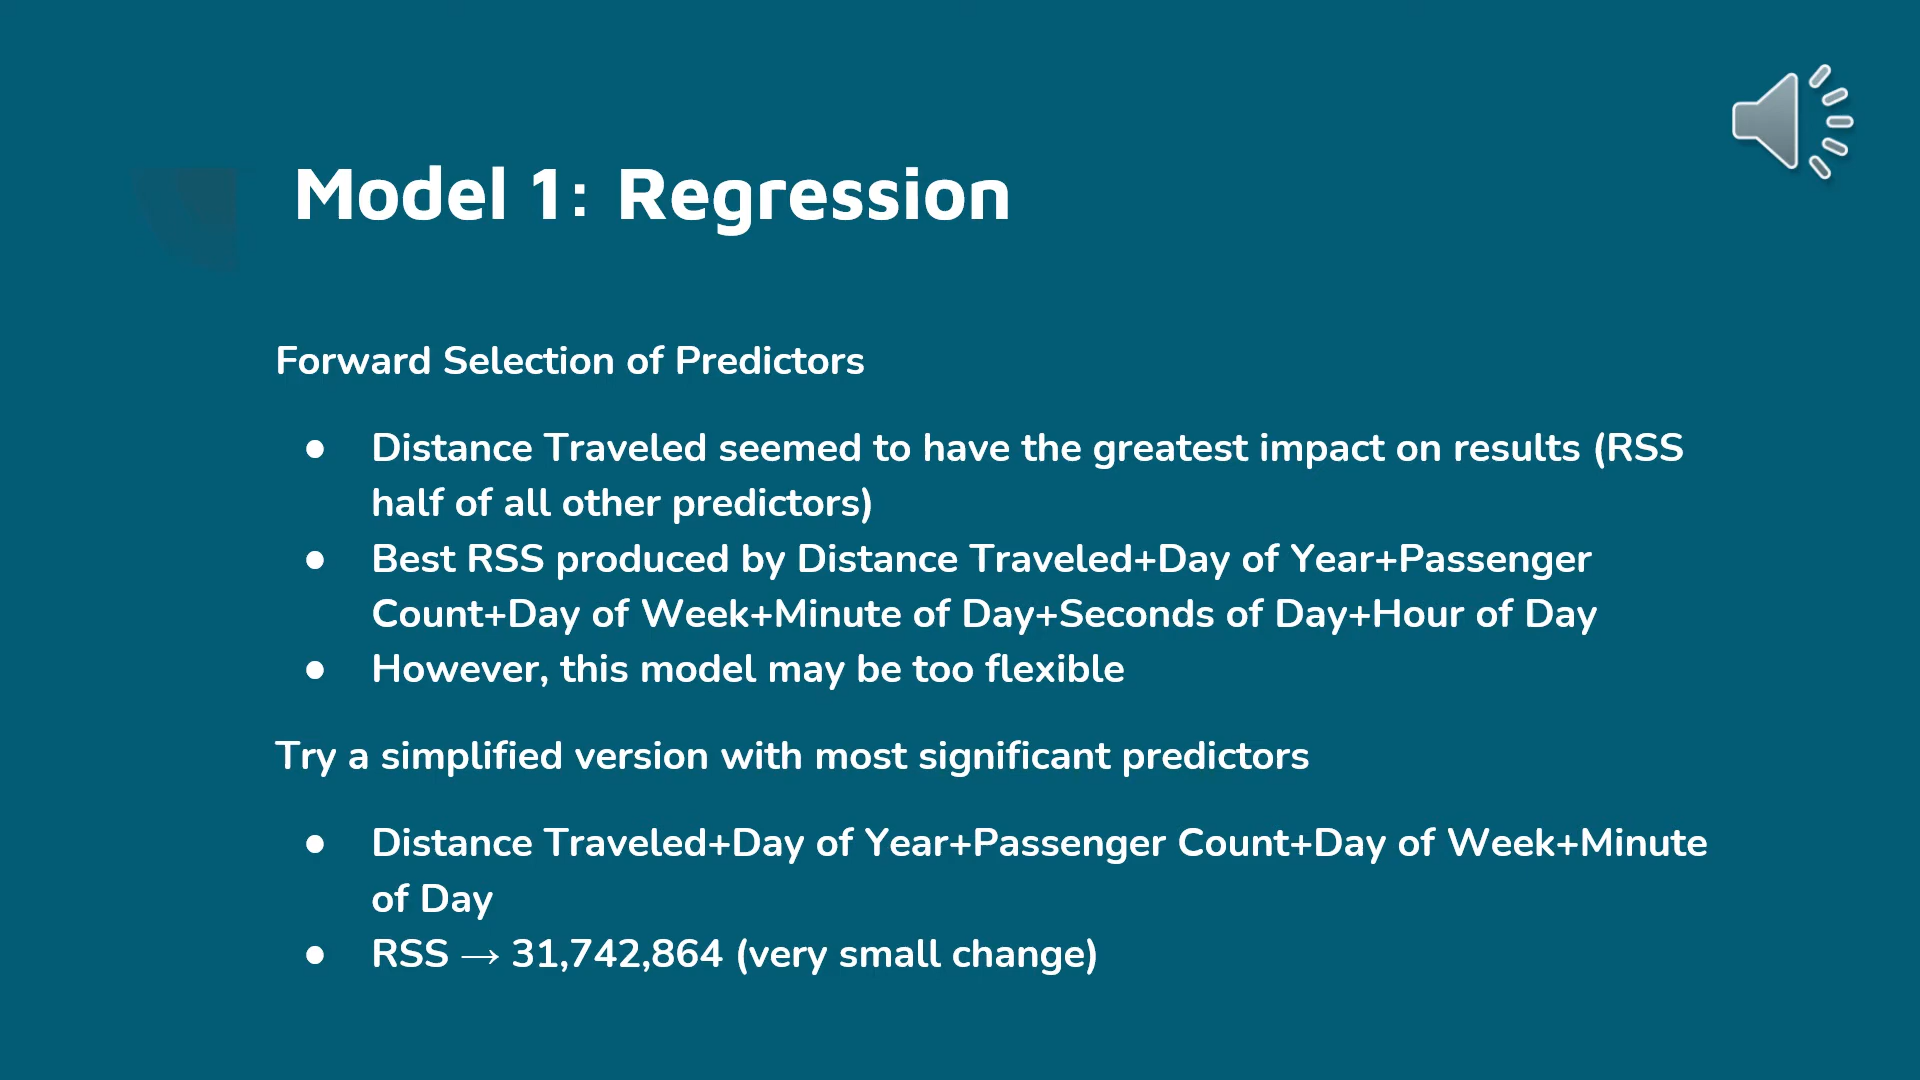 Model 1: Regression
Forward Selection of Predictors
● Distance Traveled seemed to have the greatest impact on results (RSS
half of all other predictors)
● Best RSS produced by Distance Traveled+Day of Year+Passenger
Count+Day of Week+Minute of Day+Seconds of Day+Hour of Day
● However, this model may be too flexible
Try a simplified version with most significant predictors
● Distance Traveled+Day of Year+Passenger Count+Day of Week+Minute
of Day
● RSS → 31,742,864 (very small change)